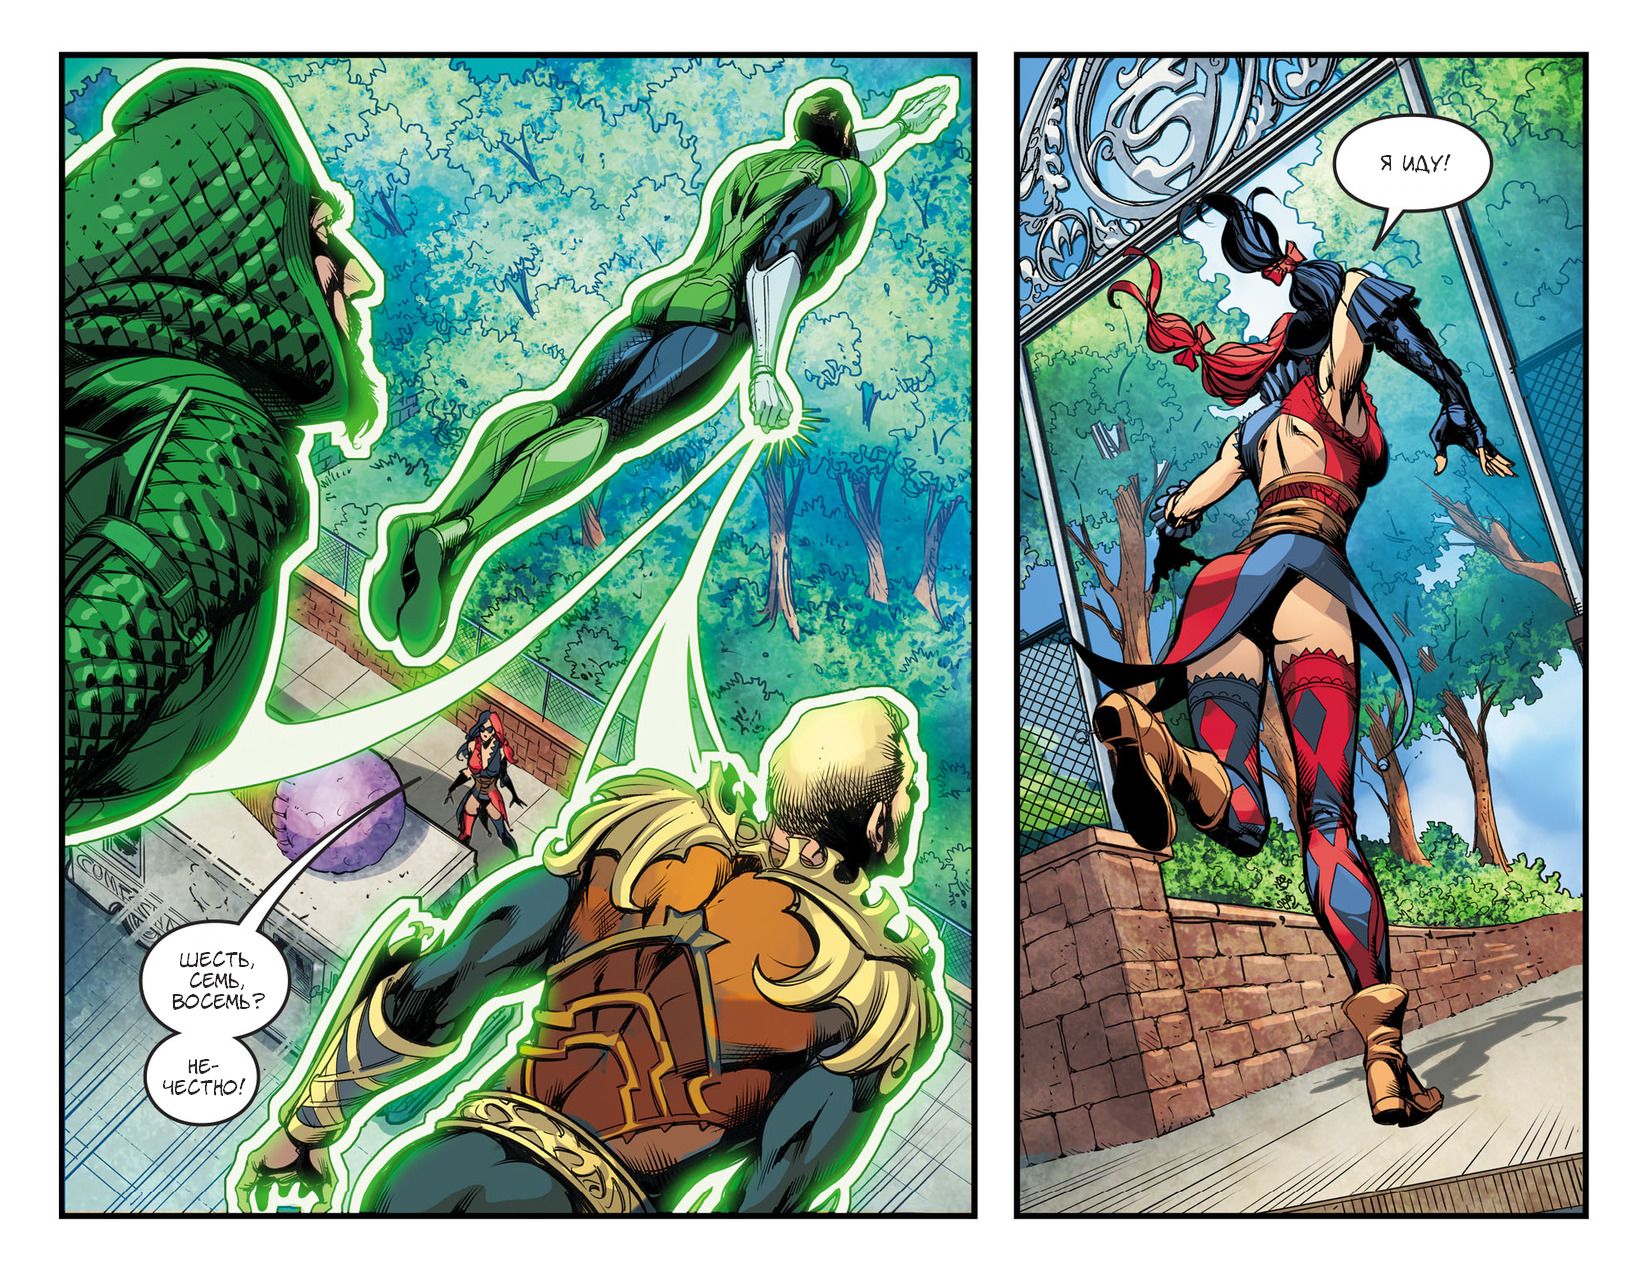 ШЕСТЬ,
СЕМЬ,
ВОСЕМЬ?
НЕ-
ЧЕСТНО!
Я ИДУ!